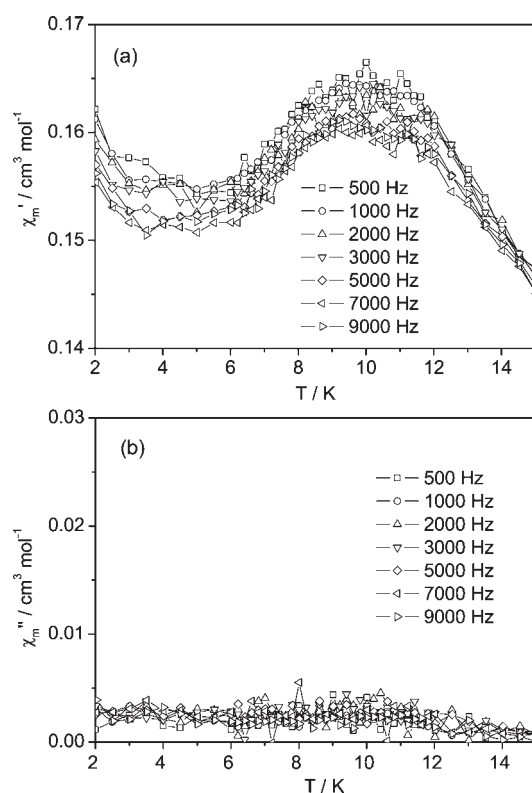 0.17
(a)
0.16
0.15
0.14
χm' / cm³ mol⁻¹
500 Hz
1000 Hz
2000 Hz
3000 Hz
5000 Hz
7000 Hz
9000 Hz
2 4 6 8 10 12 14
T / K
0.03
(b)
0.02
0.01
0.00
χm'' / cm³ mol⁻¹
500 Hz
1000 Hz
2000 Hz
3000 Hz
5000 Hz
7000 Hz
9000 Hz
2 4 6 8 10 12 14
T / K